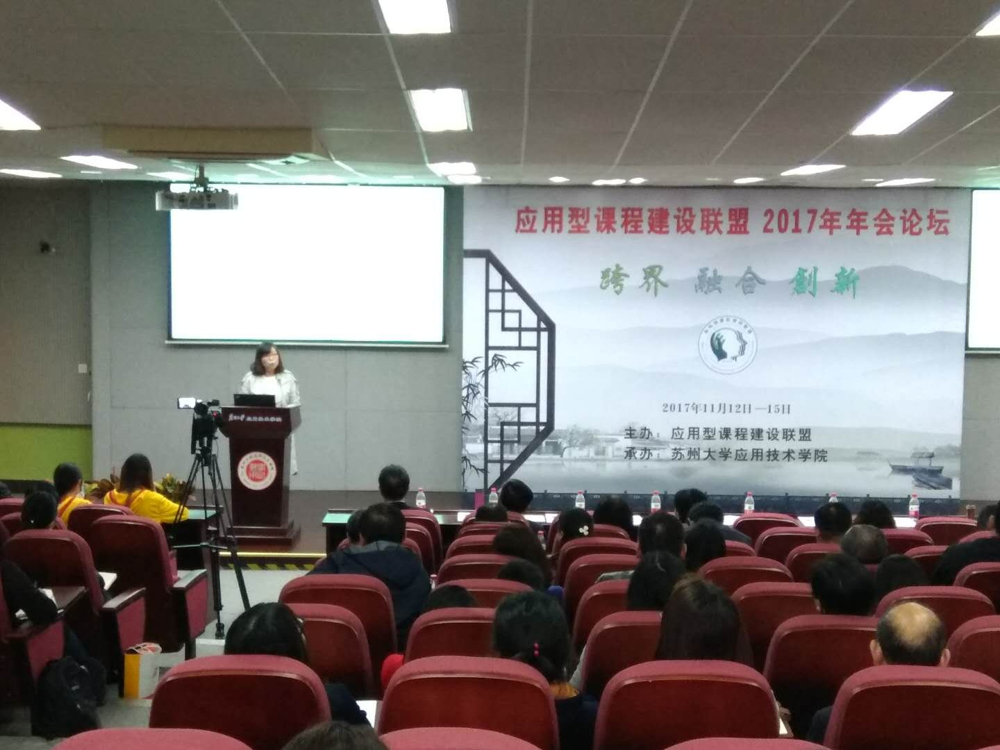 应用型课程建设联盟 2017年年会论坛
跨界 融合 創新
2017年11月12日—15日
主办：应用型课程建设联盟
承办：苏州大学应用技术学院